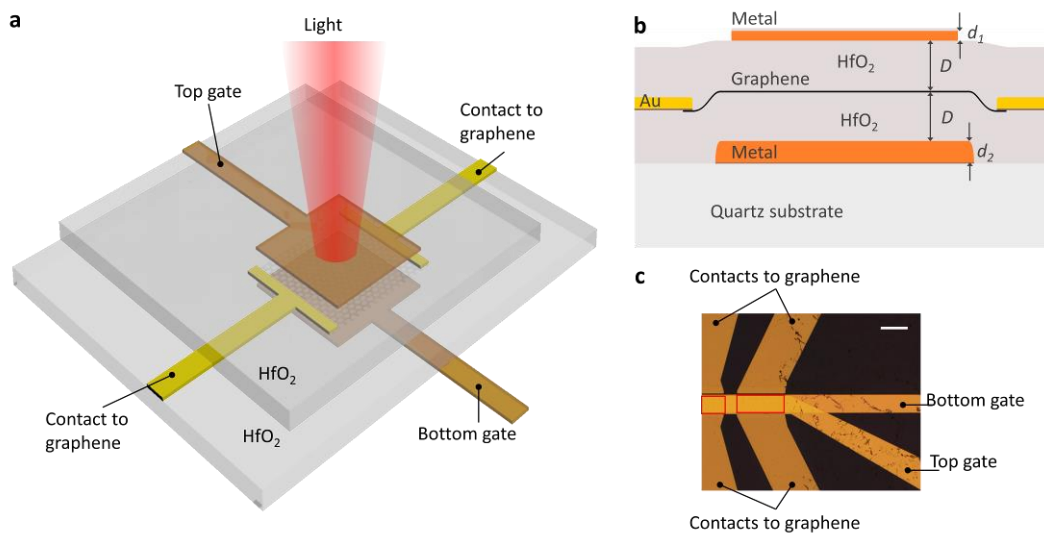 a
Light
Top gate
Contact to
graphene
HfO₂
HfO₂
Contact to
graphene
Bottom gate
b
Metal
d₁
HfO₂
D
Graphene
Au
HfO₂
D
Metal
d₂
Quartz substrate
c
Contacts to graphene
Bottom gate
Top gate
Contacts to graphene